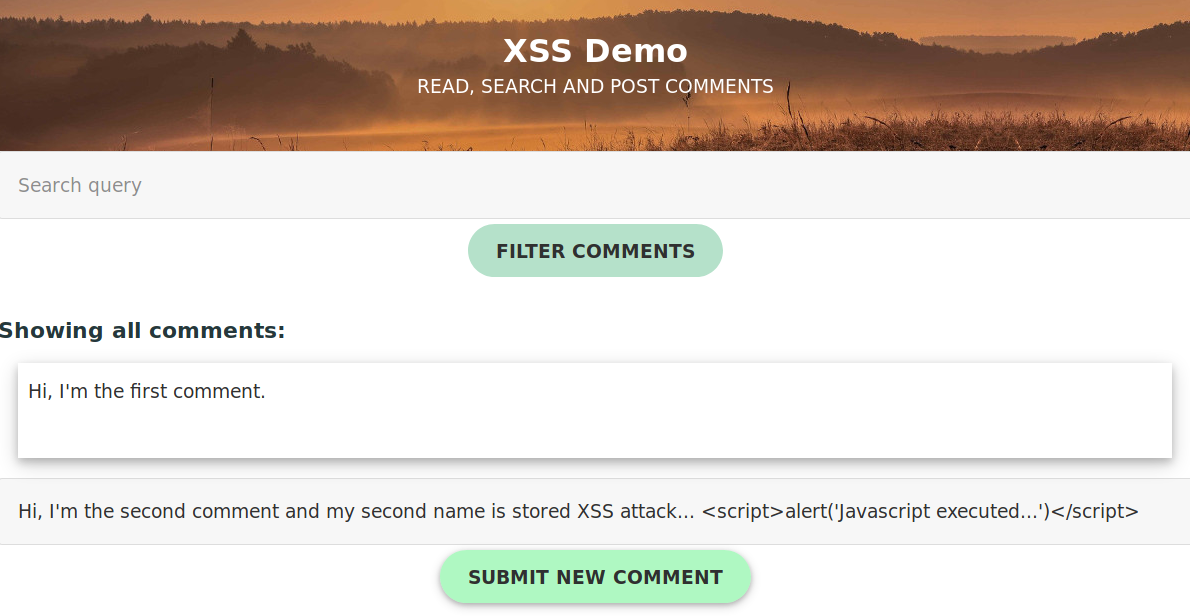 XSS Demo
READ, SEARCH AND POST COMMENTS
Search query
FILTER COMMENTS
Showing all comments:
Hi, I'm the first comment.
Hi, I'm the second comment and my second name is stored XSS attack... <script>alert('Javascript executed...')</script>
SUBMIT NEW COMMENT